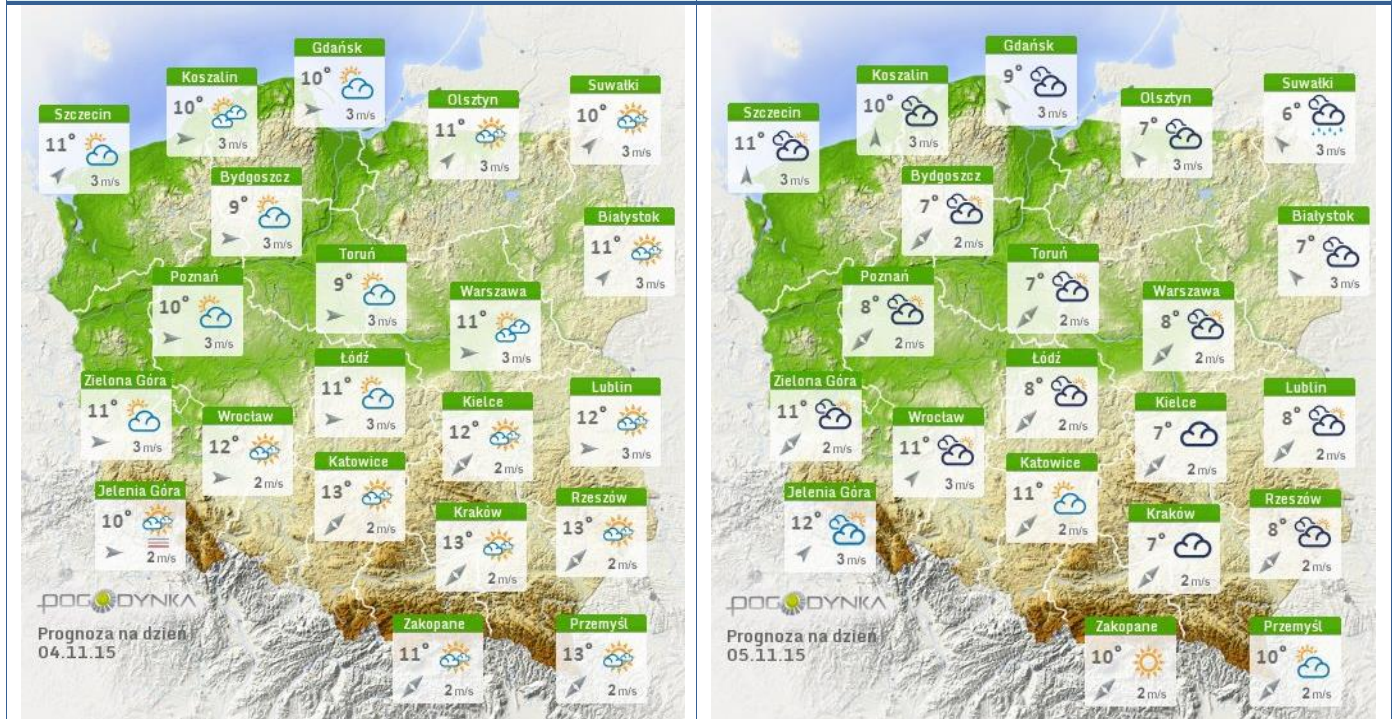 Gdańsk
10°
3 m/s
Koszalin
10°
3 m/s
Suwałki
10°
3 m/s
Olsztyn
11°
3 m/s
Szczecin
11°
3 m/s
Bydgoszcz
9°
3 m/s
Białystok
11°
3 m/s
Toruń
9°
3 m/s
Poznań
10°
3 m/s
Warszawa
11°
3 m/s
Łódź
11°
3 m/s
Zielona Góra
11°
3 m/s
Lublin
12°
3 m/s
Kielce
12°
2 m/s
Wrocław
12°
2 m/s
Katowice
13°
2 m/s
Jelenia Góra
10°
2 m/s
Rzeszów
13°
2 m/s
Kraków
13°
2 m/s
POGODYNKA
Prognoza na dzień
04.11.15
Zakopane
11°
2 m/s
Przemyśl
13°
2 m/s
Gdańsk
9°
3 m/s
Koszalin
10°
3 m/s
Suwałki
6°
3 m/s
Olsztyn
7°
3 m/s
Szczecin
11°
3 m/s
Bydgoszcz
7°
2 m/s
Białystok
7°
3 m/s
Toruń
7°
2 m/s
Poznań
8°
2 m/s
Warszawa
8°
2 m/s
Łódź
8°
2 m/s
Zielona Góra
11°
2 m/s
Lublin
8°
2 m/s
Kielce
7°
2 m/s
Wrocław
11°
3 m/s
Katowice
11°
2 m/s
Jelenia Góra
12°
3 m/s
Rzeszów
8°
2 m/s
Kraków
7°
2 m/s
POGODYNKA
Prognoza na dzień
05.11.15
Zakopane
10°
2 m/s
Przemyśl
10°
2 m/s